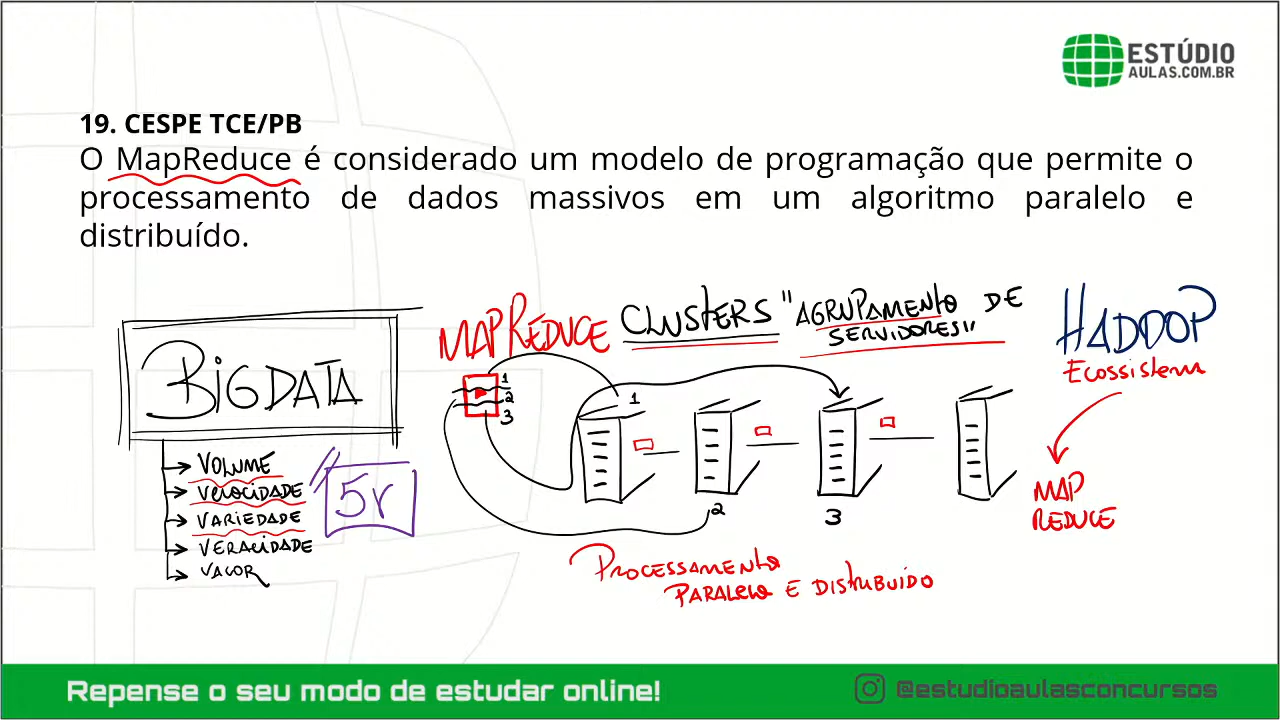 ESTÚDIO
AULAS.COM.BR
19. CESPE TCE/PB
O MapReduce é considerado um modelo de programação que permite o
processamento de dados massivos em um algoritmo paralelo e
distribuído.
BIGDATA
VOLUME
VELOCIDADE
VARIEDADE
VERACIDADE
VALOR
5V
MAPREDUCE
1
2
3
CLUSTERS "AGRUPAMENTO DE
SERVIDORES"
1
2
3
PROCESSAMENTO
PARALELO E DISTRIBUIDO
HADDOP
Ecossistema
MAP
REDUCE
Repense o seu modo de estudar online!
@estudioaulasconcursos